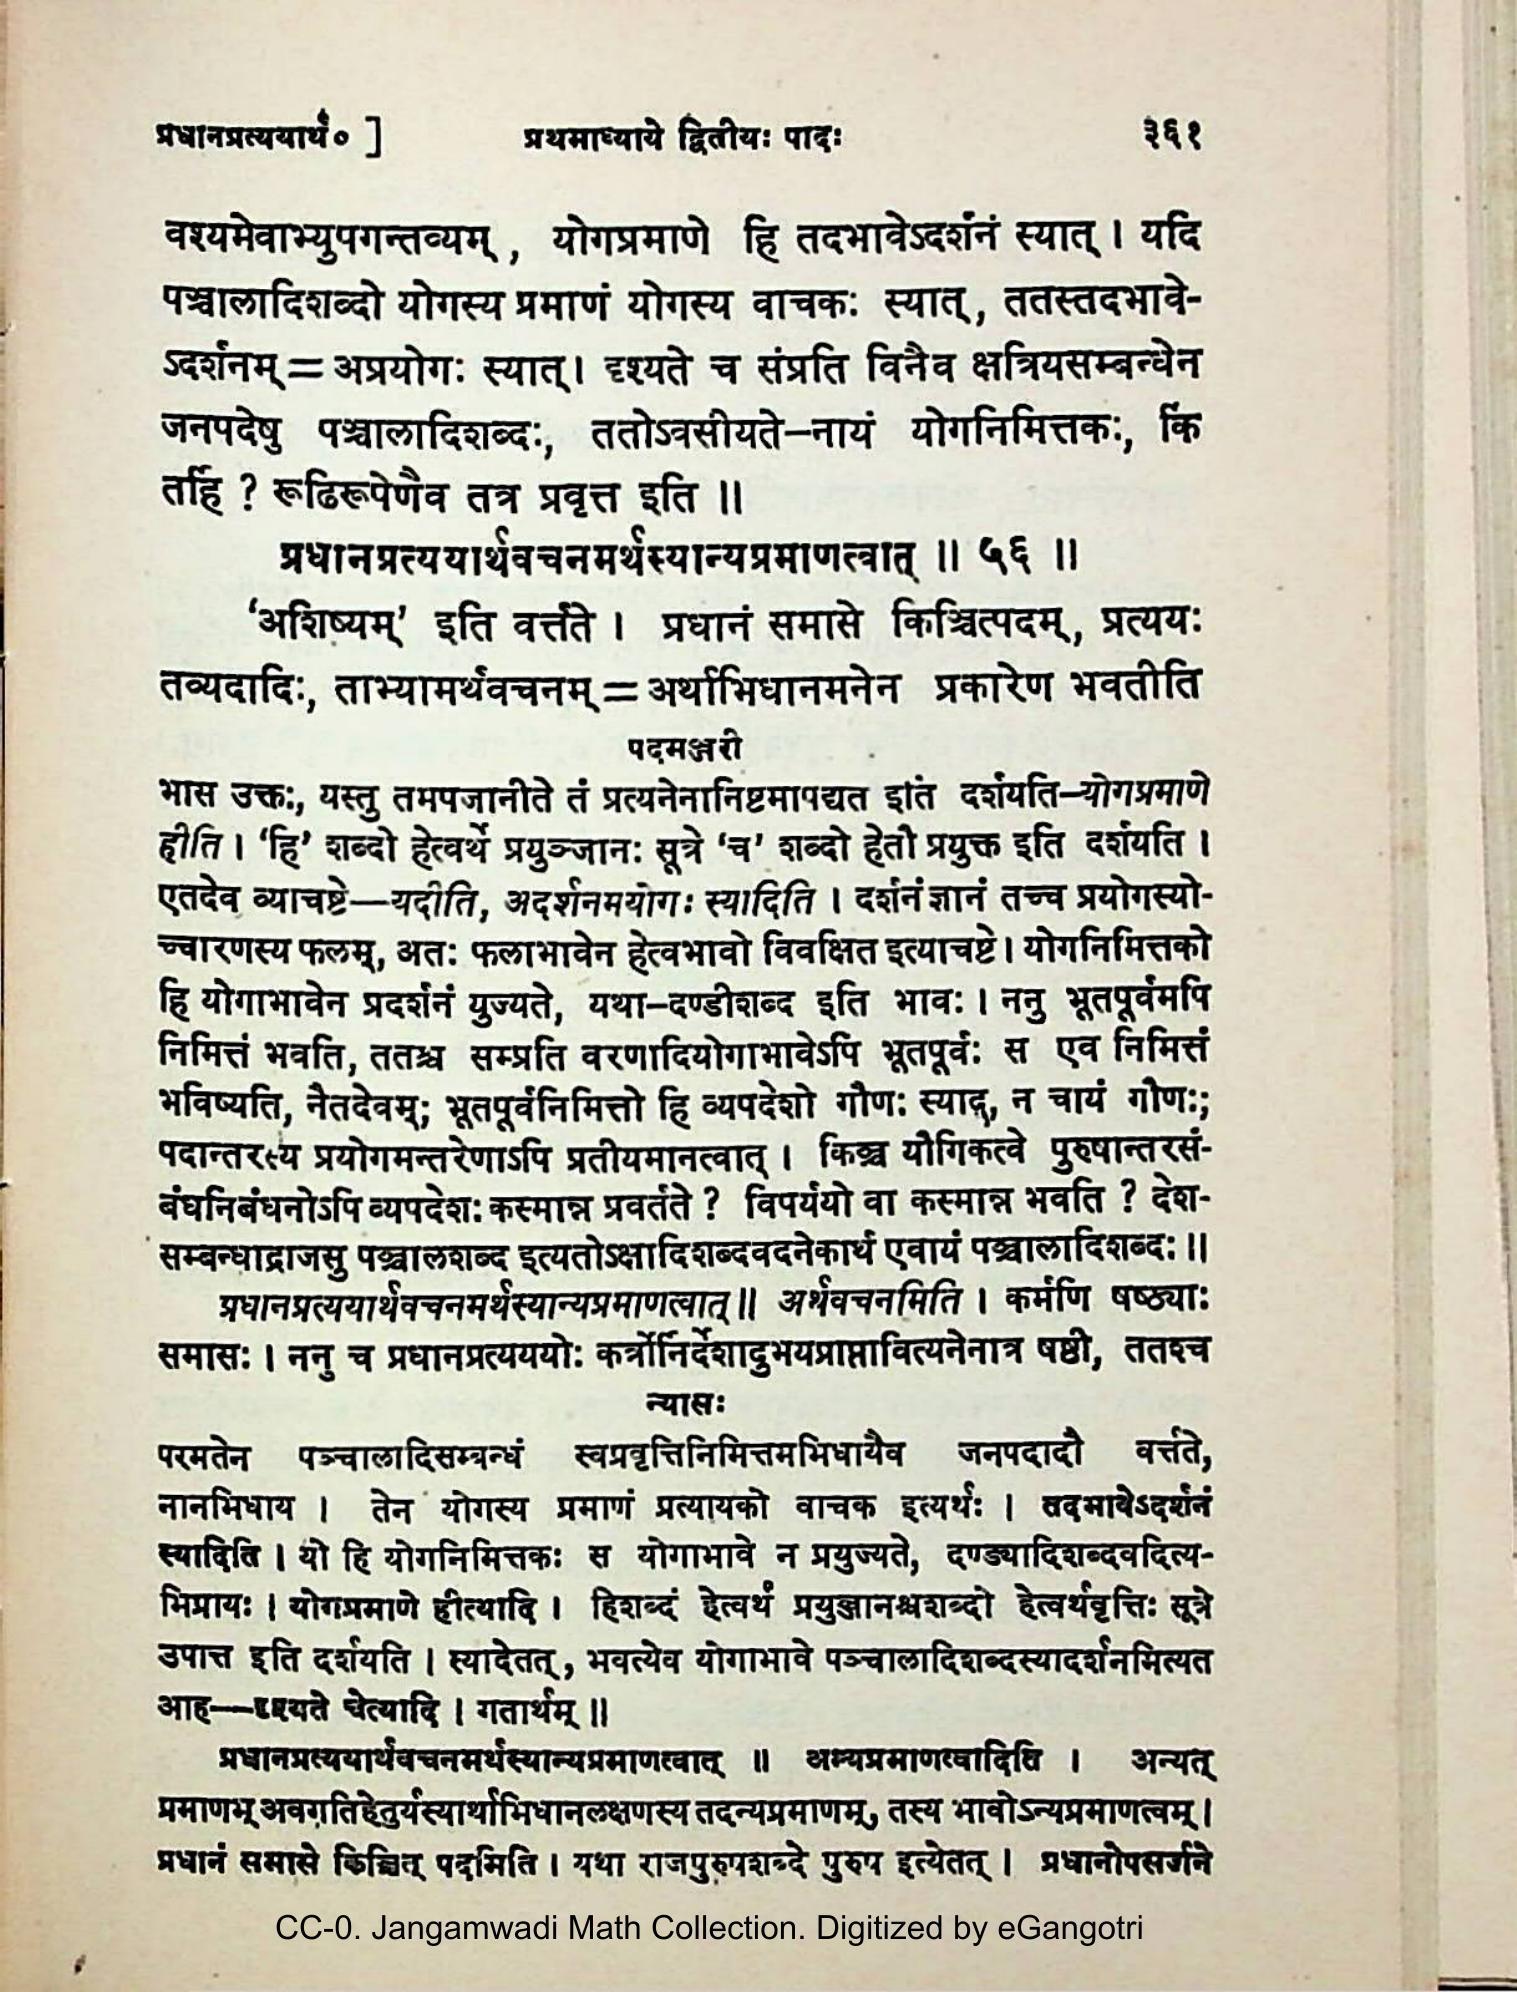 प्रधानप्रत्ययार्थ० ] प्रथमाध्याये द्वितीयः पादः ३६१
वश्यमेवाभ्युपगन्तव्यम्, योगप्रमाणे हि तदभावेऽदर्शनं स्यात् । यदि
पञ्चालादिशब्दो योगस्य प्रमाणं योगस्य वाचकः स्यात्, ततस्तदभावे-
ऽदर्शनम् = अप्रयोगः स्यात्। दृश्यते च संप्रति विनैव क्षत्रियसम्बन्धेन
जनपदेषु पञ्चालादिशब्दः, ततोऽवसीयते–नायं योगनिमित्तकः, किं
तर्हि ? रूढिरूपेणैव तत्र प्रवृत्त इति ॥
प्रधानप्रत्ययार्थवचनमर्थस्यान्यप्रमाणत्वात् ॥ ५६ ॥
‘अशिष्यम्’ इति वर्त्तते । प्रधानं समासे किञ्चित्पदम्, प्रत्ययः
तव्यदादिः, ताभ्यामर्थवचनम् = अर्थाभिधानमनेन प्रकारेण भवतीति
पदमञ्जरी
भास उक्तः, यस्तु तमपजानीते तं प्रत्यनेनानिष्टमापद्यत इति दर्शयति–योगप्रमाणे
हीति । ‘हि’ शब्दो हेत्वर्थे प्रयुञ्जानः सूत्रे ‘च’ शब्दो हेतौ प्रयुक्त इति दर्शयति ।
एतदेव व्याचष्टे—यदीति, अदर्शनमयोगः स्यादिति । दर्शनं ज्ञानं तच्च प्रयोगस्यो-
च्चारणस्य फलम्, अतः फलाभावेन हेत्वभावो विवक्षित इत्याचष्टे। योगनिमित्तको
हि योगाभावेन प्रदर्शनं युज्यते, यथा–दण्डीशब्द इति भावः । ननु भूतपूर्वमपि
निमित्तं भवति, ततश्च सम्प्रति वरणादियोगाभावेऽपि भूतपूर्वः स एव निमित्तं
भविष्यति, नैतदेवम्; भूतपूर्वनिमित्तो हि व्यपदेशो गौणः स्याद्, न चायं गौणः;
पदान्तरस्य प्रयोगमन्तरेणाऽपि प्रतीयमानत्वात् । किञ्च यौगिकत्वे पुरुषान्तरसं-
बंधनिबंधनोऽपि व्यपदेशः कस्मान्न प्रवर्तते ? विपर्ययो वा कस्मान्न भवति ? देश-
सम्बन्धाद्राजसु पञ्चालशब्द इत्यतोऽक्षादिशब्दवदनेकार्थ एवायं पञ्चालादिशब्दः ॥
प्रधानप्रत्ययार्थवचनमर्थस्यान्यप्रमाणत्वात् ॥ अर्थवचनमिति । कर्मणि षष्ठ्याः
समासः । ननु च प्रधानप्रत्यययोः कर्त्रोर्निर्देशादुभयप्राप्तावित्यनेनात्र षष्ठी, ततश्च
न्यासः
परमतेन पञ्चालादिसम्बन्धं स्वप्रवृत्तिनिमित्तमभिधायैव जनपदादौ वर्त्तते,
नानभिधाय । तेन योगस्य प्रमाणं प्रत्यायको वाचक इत्यर्थः । तदभावेऽदर्शनं
स्यादिति । यो हि योगनिमित्तकः स योगाभावे न प्रयुज्यते, दण्ड्यादिशब्दवदित्य-
भिप्रायः । योगप्रमाणे हीत्यादि । हिशब्दं हेत्वर्थं प्रयुञ्जानश्चशब्दो हेत्वर्थवृत्तिः सूत्रे
उपात्त इति दर्शयति । स्यादेतत्, भवत्येव योगाभावे पञ्चालादिशब्दस्यादर्शनमित्यत
आह—दृश्यते चेत्यादि । गतार्थम् ॥
प्रधानप्रत्ययार्थवचनमर्थस्यान्यप्रमाणत्वात् ॥ अन्यप्रमाणत्वादिति । अन्यत्
प्रमाणम् अवगतिहेतुर्यस्यार्थाभिधानलक्षणस्य तदन्यप्रमाणम्, तस्य भावोऽन्यप्रमाणत्वम् ।
प्रधानं समासे किञ्चित् पदमिति । यथा राजपुरुषशब्दे पुरुष इत्येतत् । प्रधानोपसर्जने
CC-0. Jangamwadi Math Collection. Digitized by eGangotri